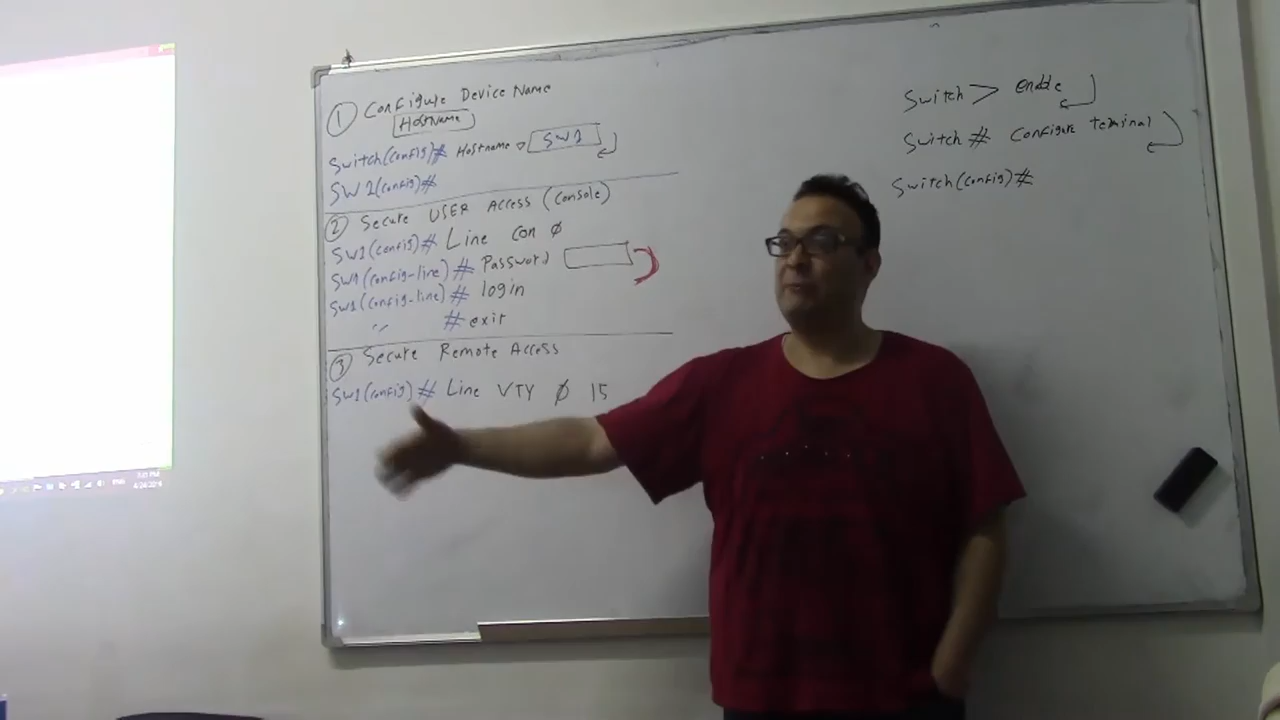 ① Configure Device Name
HostName
Switch(config)# Hostname SW1
SW1(config)#
② Secure USER Access (Console)
SW1(config)# Line con 0
SW1(config-line)# Password
SW1(config-line)# login
〃 # exit
③ Secure Remote Access
SW1(config)# Line VTY 0 15
Switch> enable
Switch# Configure terminal
Switch(config)#